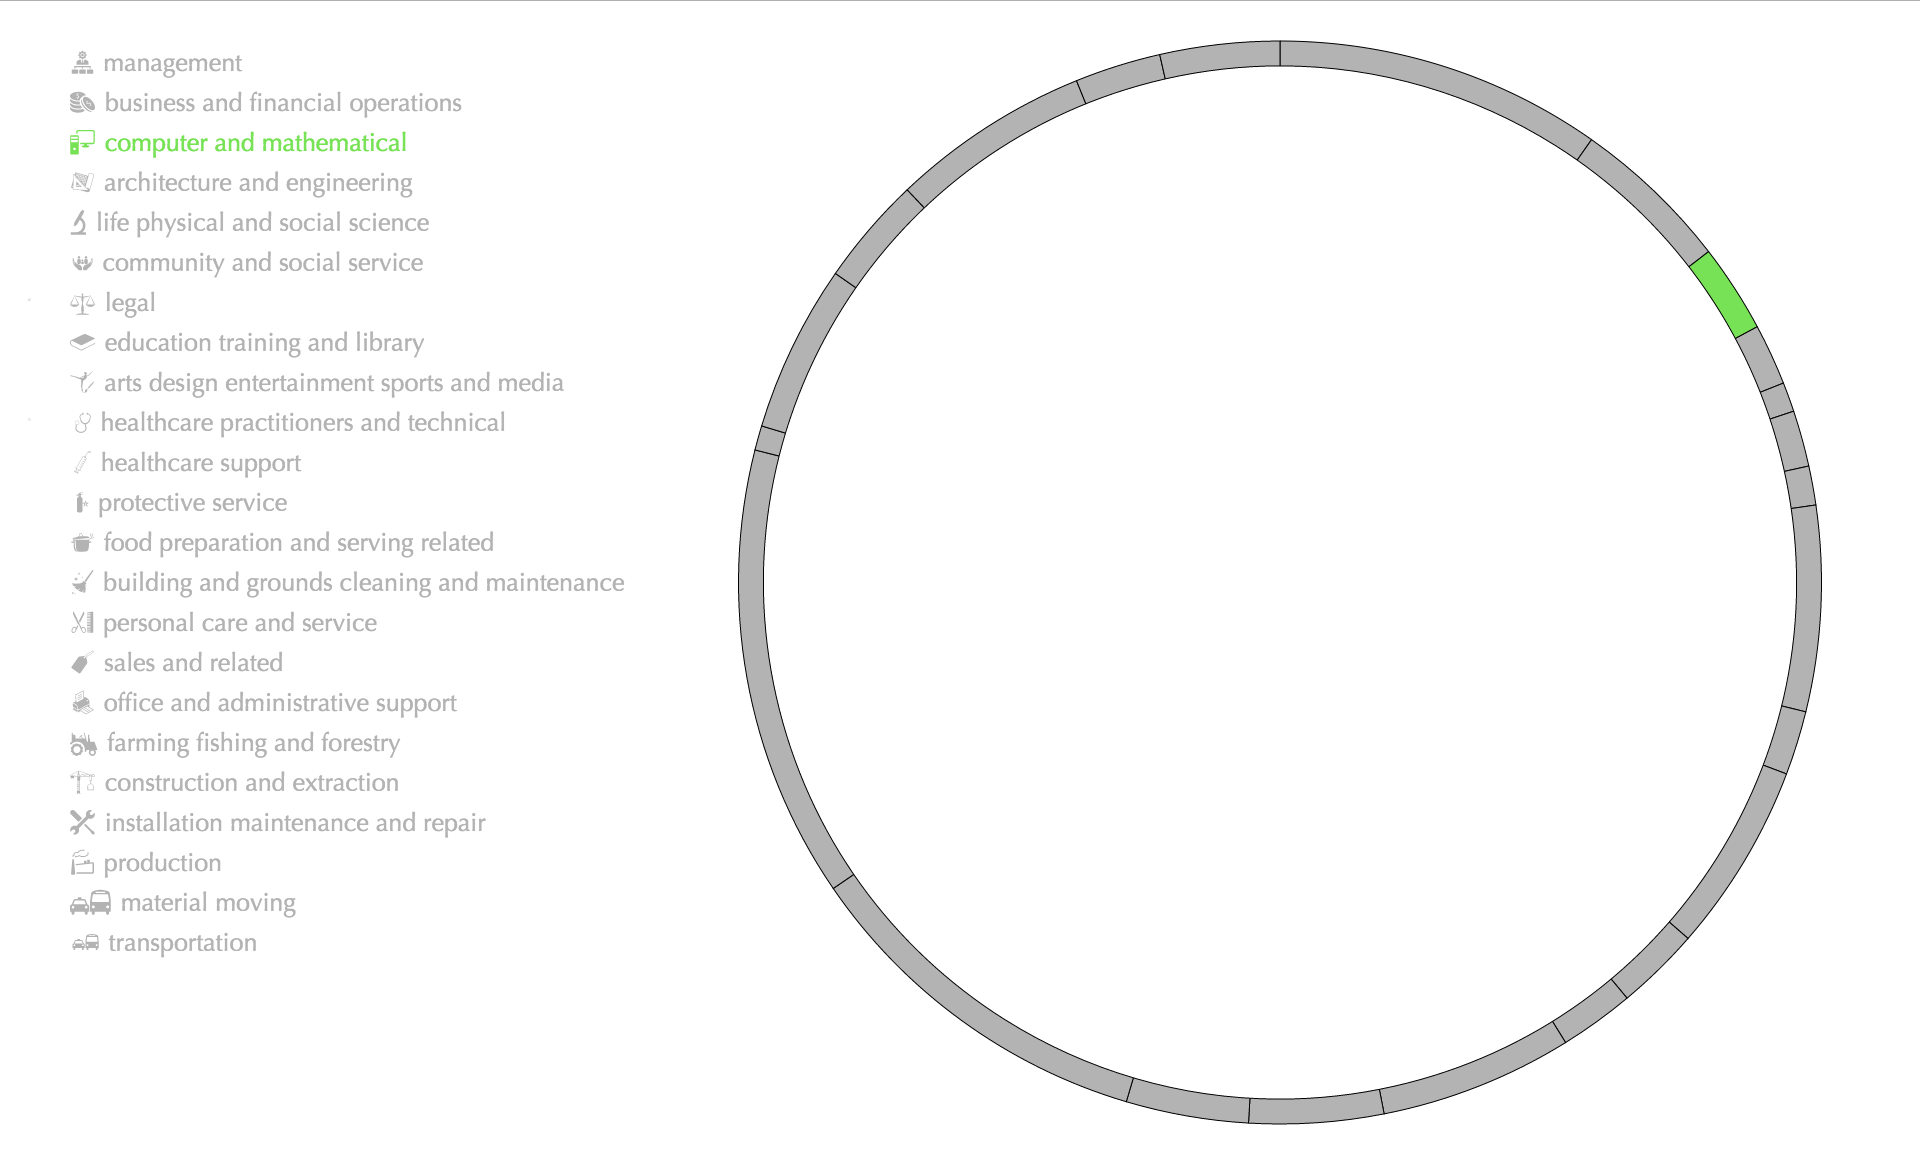 management
business and financial operations
computer and mathematical
architecture and engineering
life physical and social science
community and social service
legal
education training and library
arts design entertainment sports and media
healthcare practitioners and technical
healthcare support
protective service
food preparation and serving related
building and grounds cleaning and maintenance
personal care and service
sales and related
office and administrative support
farming fishing and forestry
construction and extraction
installation maintenance and repair
production
material moving
transportation